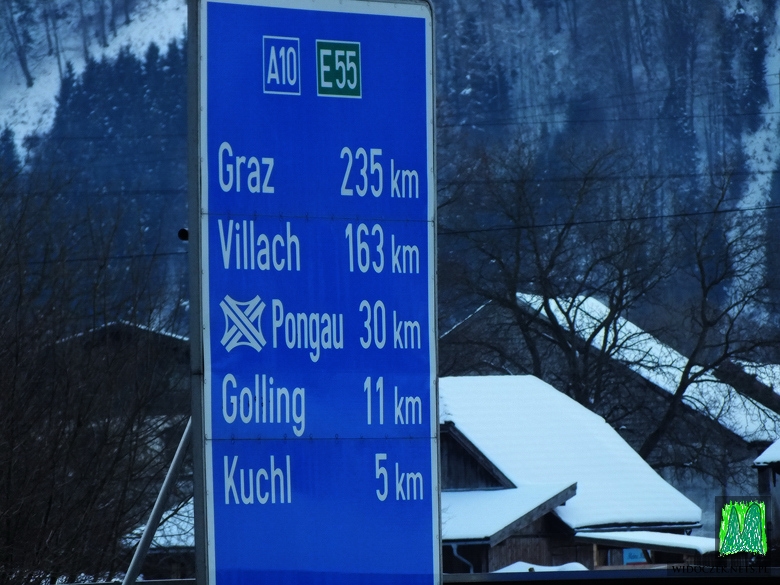 A10 E55
Graz 235 km
Villach 163 km
Pongau 30 km
Golling 11 km
Kuchl 5 km